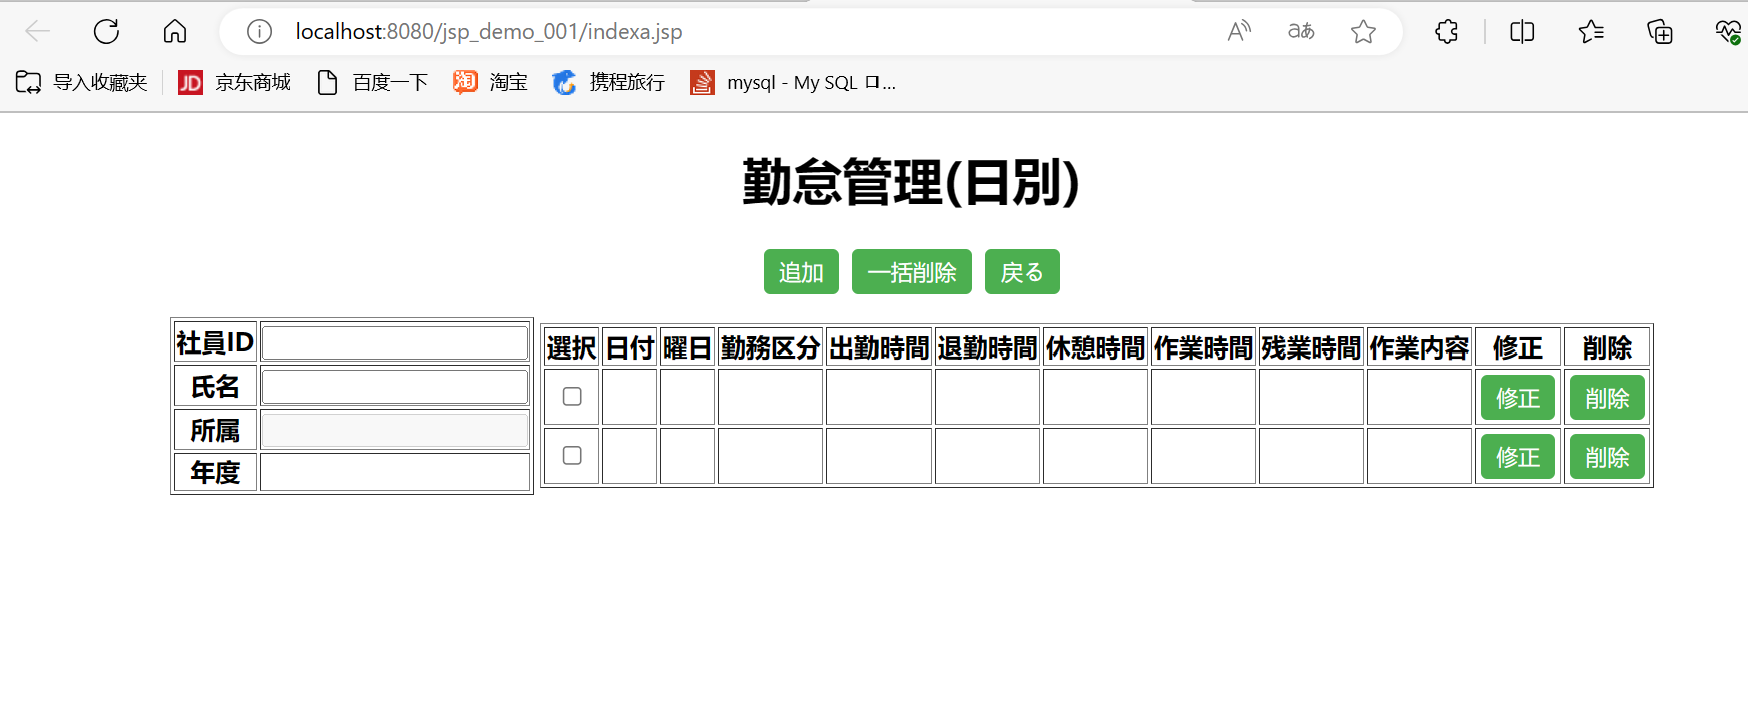 localhost:8080/jsp_demo_001/indexa.jsp
导入收藏夹 JD 京东商城 百度一下 淘 淘宝 携程旅行 mysql - My SQL ロ...
勤怠管理(日別)
追加 一括削除 戻る
社員ID
氏名
所属
年度
選択 日付 曜日 勤務区分 出勤時間 退勤時間 休憩時間 作業時間 残業時間 作業内容 修正 削除
修正 削除
修正 削除